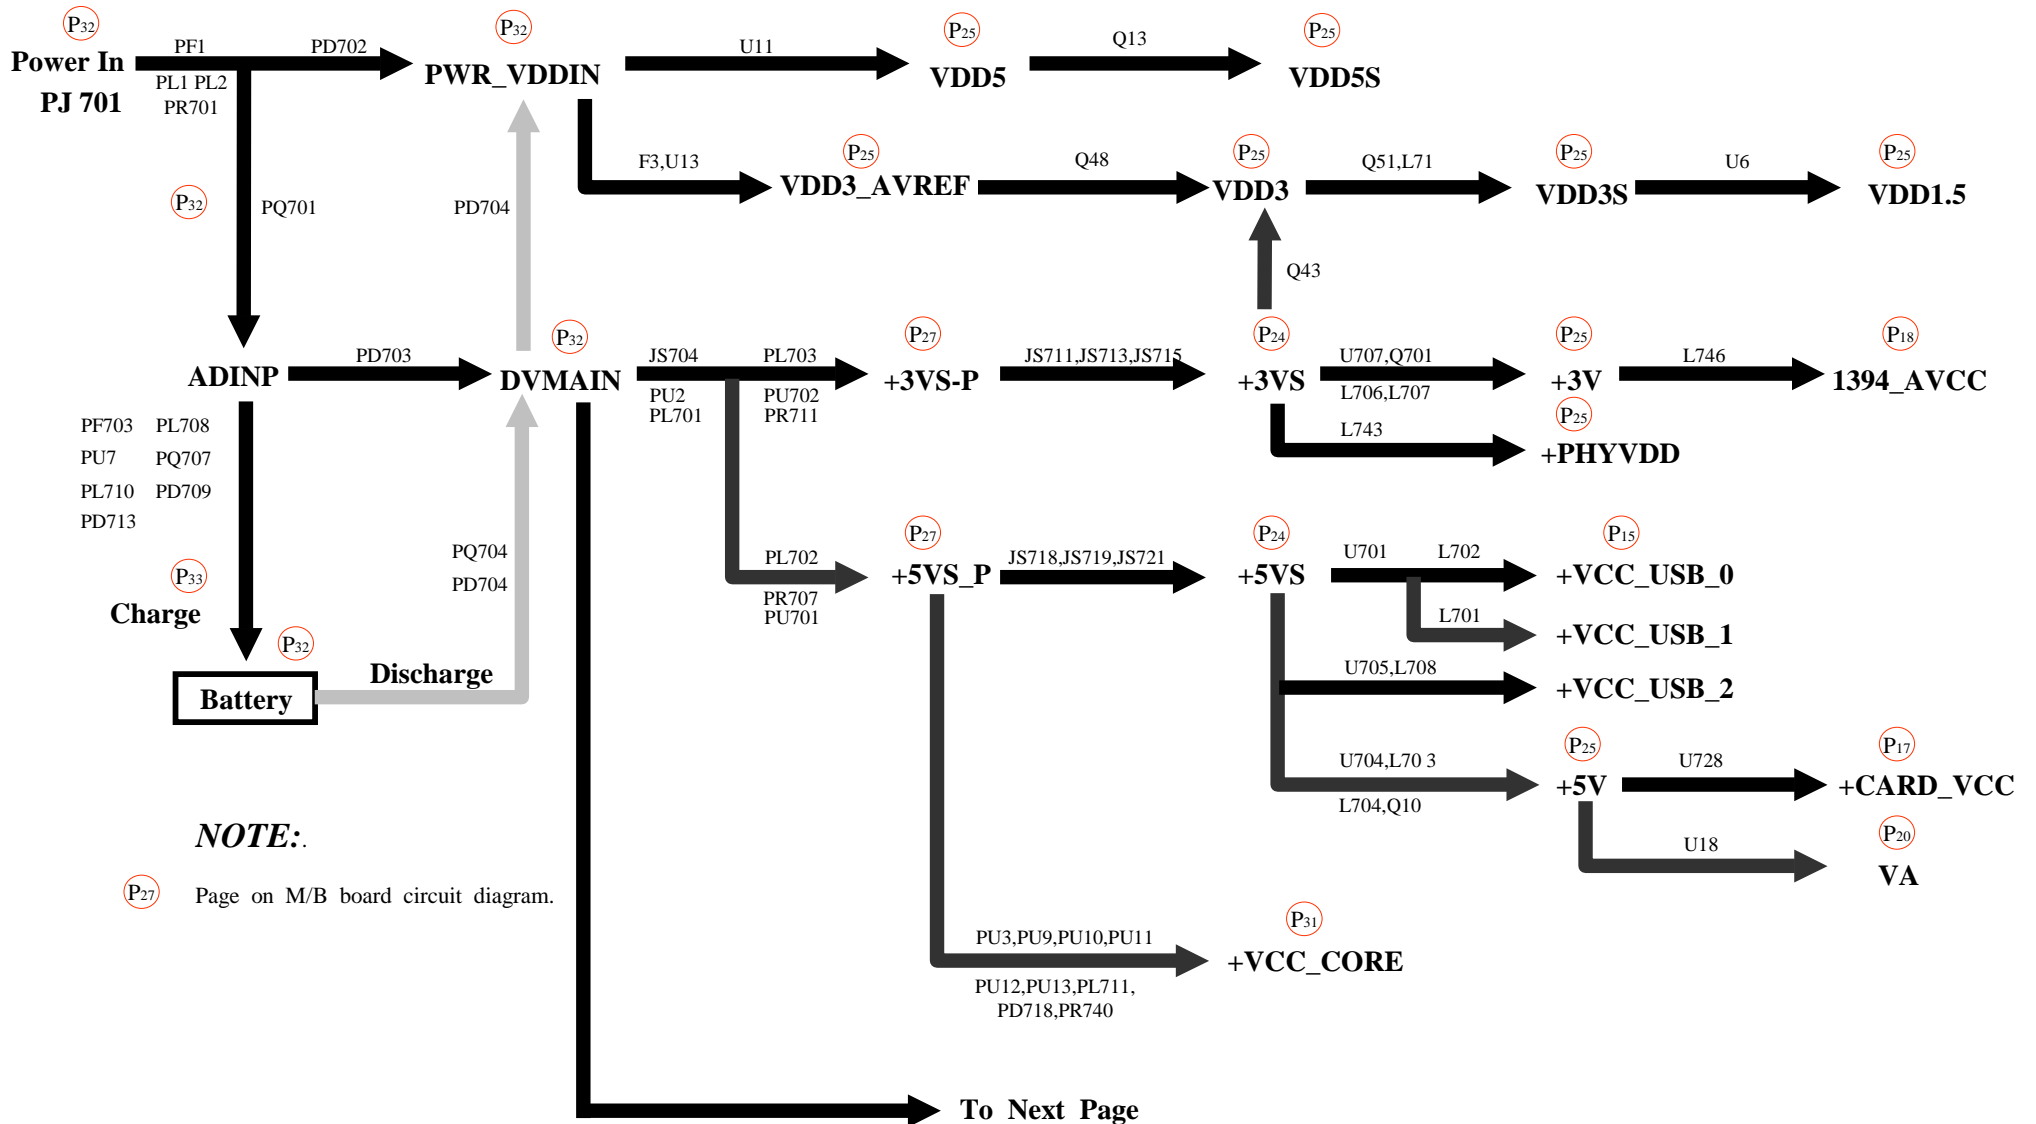 P32
P32
P25
P25
Power In
PJ 701
PF1
PD702
PL1 PL2
PR701
PWR_VDDIN
U11
VDD5
Q13
VDD5S
P32
PQ701
PD704
F3,U13
P25
VDD3_AVREF
Q48
P25
VDD3
Q51,L71
P25
VDD3S
U6
P25
VDD1.5
Q43
ADINP
PD703
P32
DVMAIN
JS704
PL703
PU2
PL701
PU702
PR711
P27
+3VS-P
JS711,JS713,JS715
P24
+3VS
U707,Q701
L706,L707
P25
+3V
L746
P18
1394_AVCC
L743
P25
+PHYVDD
PF703 PL708
PU7 PQ707
PL710 PD709
PD713
P33
Charge
P32
Battery
Discharge
PQ704
PD704
PL702
PR707
PU701
P27
+5VS_P
JS718,JS719,JS721
P24
+5VS
U701
L702
P15
+VCC_USB_0
L701
+VCC_USB_1
U705,L708
+VCC_USB_2
U704,L70 3
L704,Q10
P25
+5V
U728
P17
+CARD_VCC
U18
P20
VA
NOTE:.
P27
Page on M/B board circuit diagram.
PU3,PU9,PU10,PU11
PU12,PU13,PL711,
PD718,PR740
P31
+VCC_CORE
To Next Page